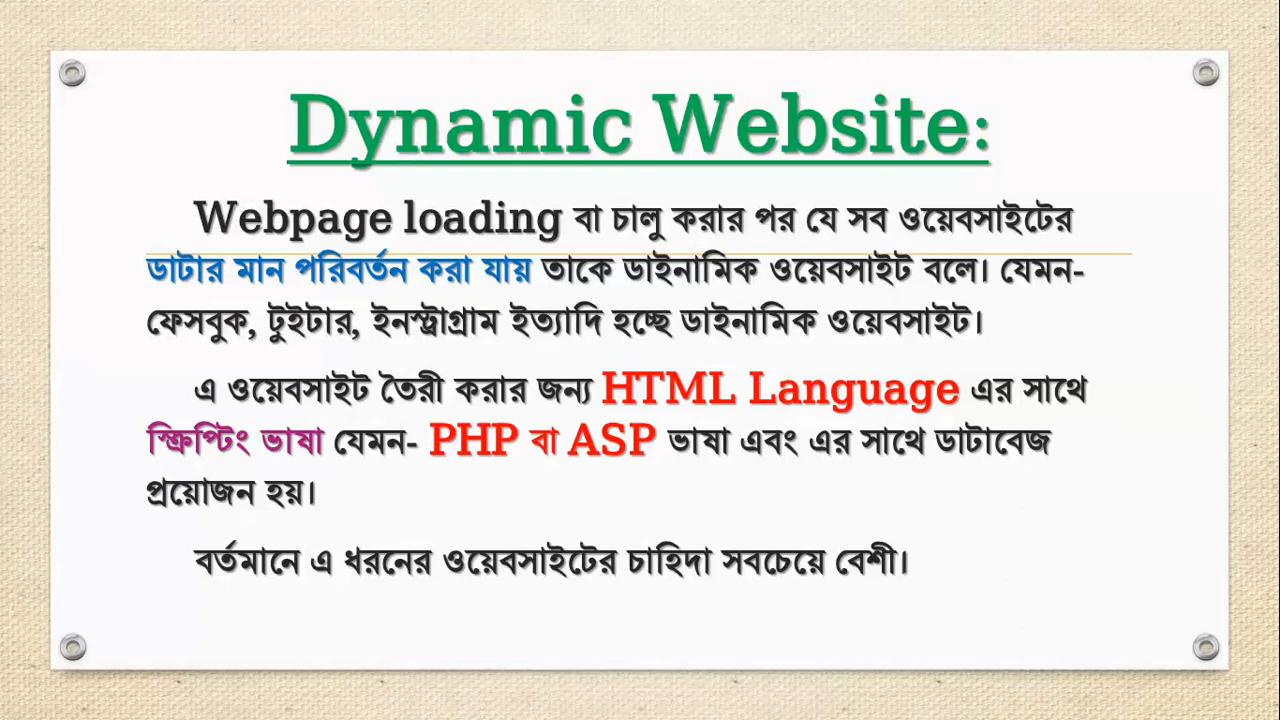 Dynamic Website:
Webpage loading বা চালু করার পর যে সব ওয়েবসাইটের
ডাটার মান পরিবর্তন করা যায় তাকে ডাইনামিক ওয়েবসাইট বলে। যেমন-
ফেসবুক, টুইটার, ইনস্ট্রাগ্রাম ইত্যাদি হচ্ছে ডাইনামিক ওয়েবসাইট।
এ ওয়েবসাইট তৈরী করার জন্য HTML Language এর সাথে
স্ক্রিপ্টিং ভাষা যেমন- PHP বা ASP ভাষা এবং এর সাথে ডাটাবেজ
প্রয়োজন হয়।
বর্তমানে এ ধরনের ওয়েবসাইটের চাহিদা সবচেয়ে বেশী।